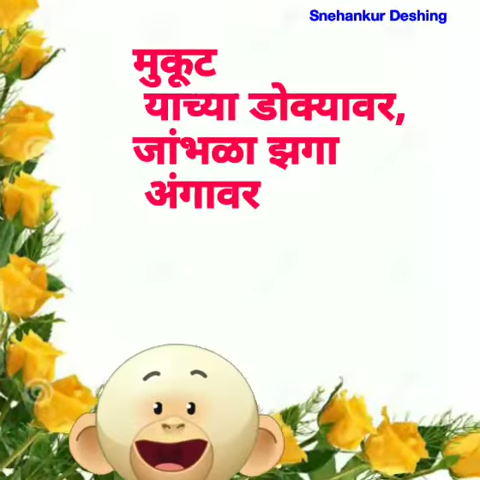 Snehankur Deshing
मुकूट
याच्या डोक्यावर,
जांभळा झगा
अंगावर